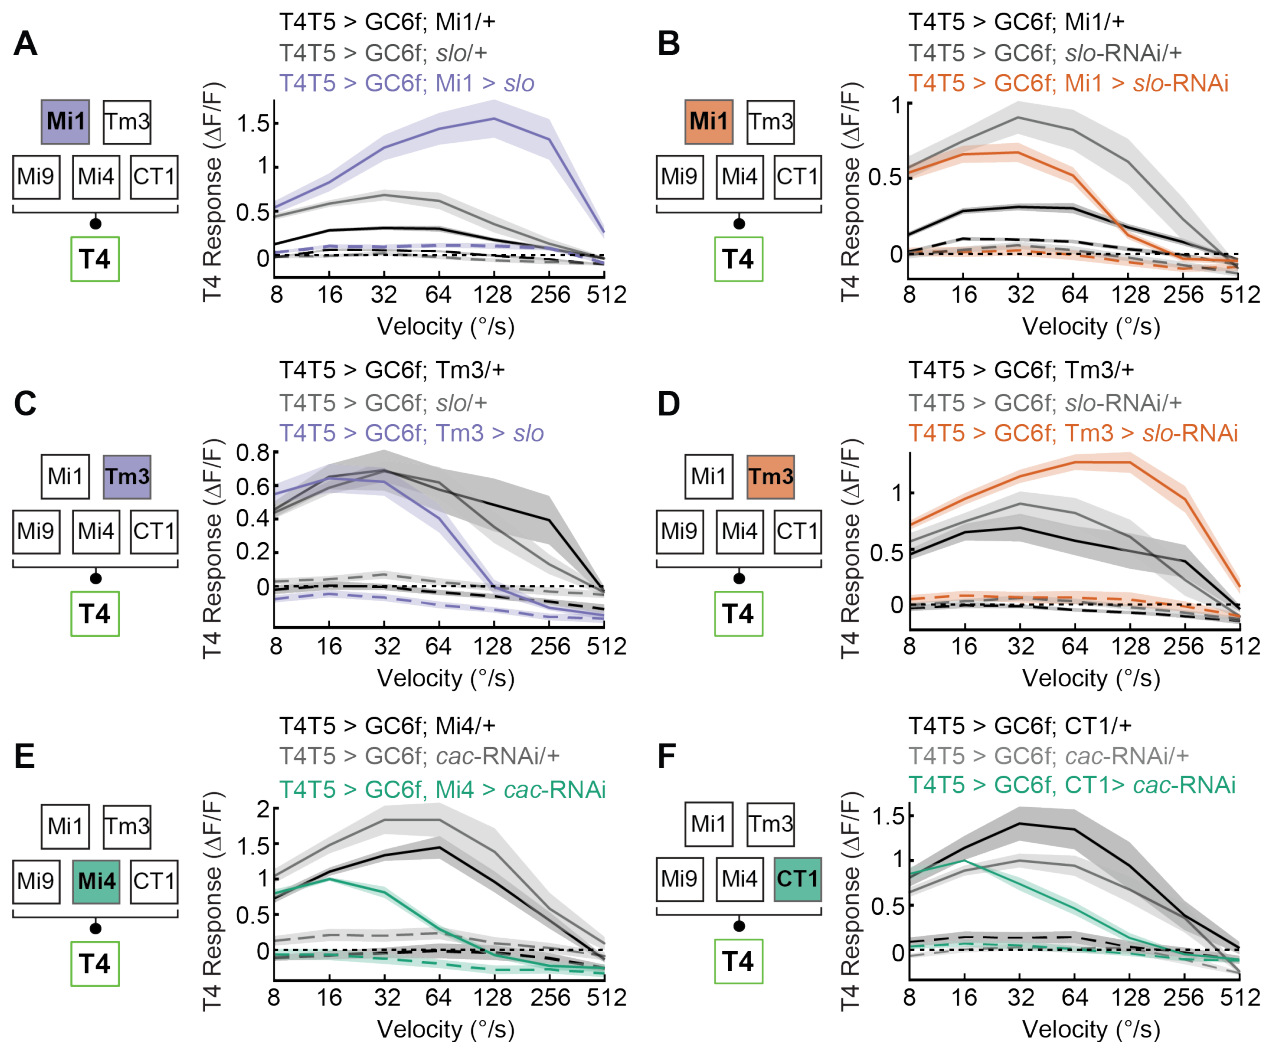 A
T4T5 > GC6f; Mi1/+
T4T5 > GC6f; slo/+
T4T5 > GC6f; Mi1 > slo
Mi1 Tm3
Mi9 Mi4 CT1
T4
T4 Response (ΔF/F)
1.5
1
0.5
0
8 16 32 64 128 256 512
Velocity (°/s)
B
T4T5 > GC6f; Mi1/+
T4T5 > GC6f; slo-RNAi/+
T4T5 > GC6f; Mi1 > slo-RNAi
Mi1 Tm3
Mi9 Mi4 CT1
T4
T4 Response (ΔF/F)
1
0.5
0
8 16 32 64 128 256 512
Velocity (°/s)
C
T4T5 > GC6f; Tm3/+
T4T5 > GC6f; slo/+
T4T5 > GC6f; Tm3 > slo
Mi1 Tm3
Mi9 Mi4 CT1
T4
T4 Response (ΔF/F)
0.8
0.6
0.4
0.2
0
8 16 32 64 128 256 512
Velocity (°/s)
D
T4T5 > GC6f; Tm3/+
T4T5 > GC6f; slo-RNAi/+
T4T5 > GC6f; Tm3 > slo-RNAi
Mi1 Tm3
Mi9 Mi4 CT1
T4
T4 Response (ΔF/F)
1
0.5
0
8 16 32 64 128 256 512
Velocity (°/s)
E
T4T5 > GC6f; Mi4/+
T4T5 > GC6f; cac-RNAi/+
T4T5 > GC6f, Mi4 > cac-RNAi
Mi1 Tm3
Mi9 Mi4 CT1
T4
T4 Response (ΔF/F)
2
1.5
1
0.5
0
8 16 32 64 128 256 512
Velocity (°/s)
F
T4T5 > GC6f; CT1/+
T4T5 > GC6f; cac-RNAi/+
T4T5 > GC6f, CT1> cac-RNAi
Mi1 Tm3
Mi9 Mi4 CT1
T4
T4 Response (ΔF/F)
1.5
1
0.5
0
8 16 32 64 128 256 512
Velocity (°/s)